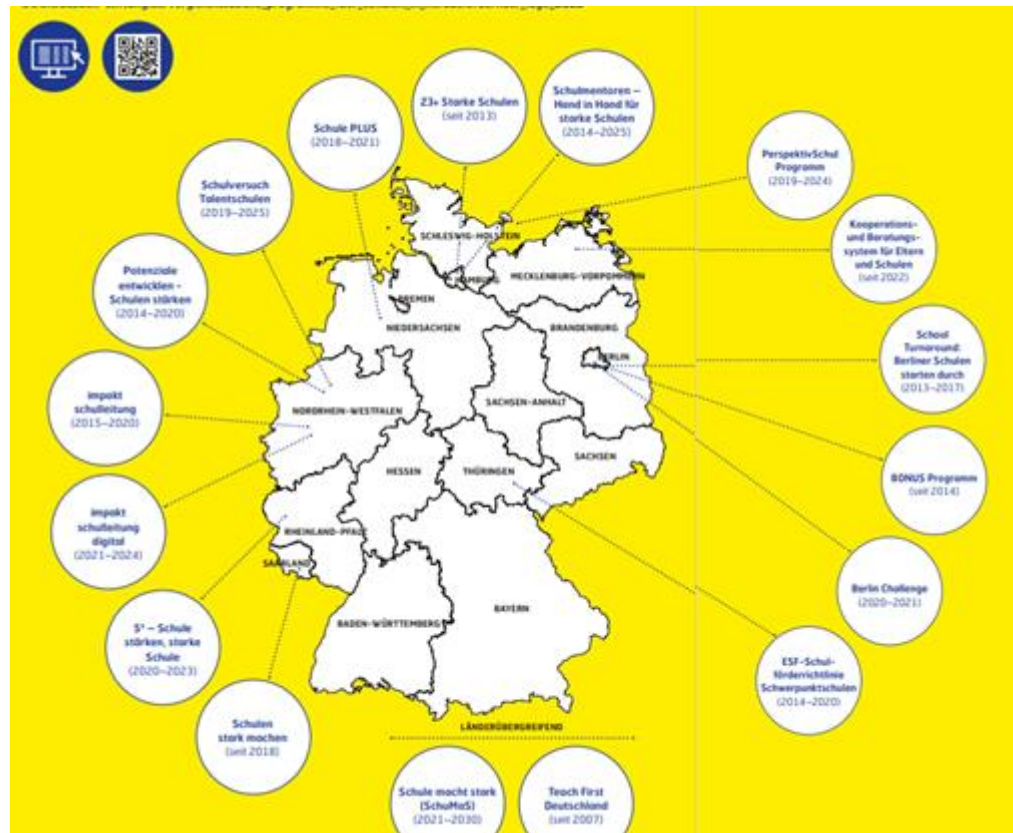 23+ Starke Schulen
(seit 2013)
Schulmentoren –
Hand in Hand für
starke Schulen
(2014–2025)
Schule PLUS
(2018–2021)
PerspektivSchul
Programm
(2019–2024)
Schulversuch
Talentschulen
(2019–2025)
Kooperations-
und Beratungs-
system für Eltern
und Schulen
(seit 2022)
Potenziale
entwickeln –
Schulen stärken
(2014–2020)
School
Turnaround:
Berliner Schulen
starten durch
(2013–2017)
impakt
schulleitung
(2015–2020)
BONUS Programm
(seit 2014)
impakt
schulleitung
digital
(2021–2024)
Berlin Challenge
(2020–2021)
S⁴ – Schule
stärken, starke
Schule
(2020–2023)
ESF-Schul-
förderrichtlinie
Schwerpunktschulen
(2014–2020)
Schulen
stark machen
(seit 2018)
SCHLESWIG-HOLSTEIN
HAMBURG
MECKLENBURG-VORPOMMERN
BREMEN
NIEDERSACHSEN
BRANDENBURG
BERLIN
SACHSEN-ANHALT
NORDRHEIN-WESTFALEN
HESSEN
THÜRINGEN
SACHSEN
RHEINLAND-PFALZ
SAARLAND
BADEN-WÜRTTEMBERG
BAYERN
LÄNDERÜBERGREIFEND
Schule macht stark
(SchuMaS)
(2021–2030)
Teach First
Deutschland
(seit 2007)